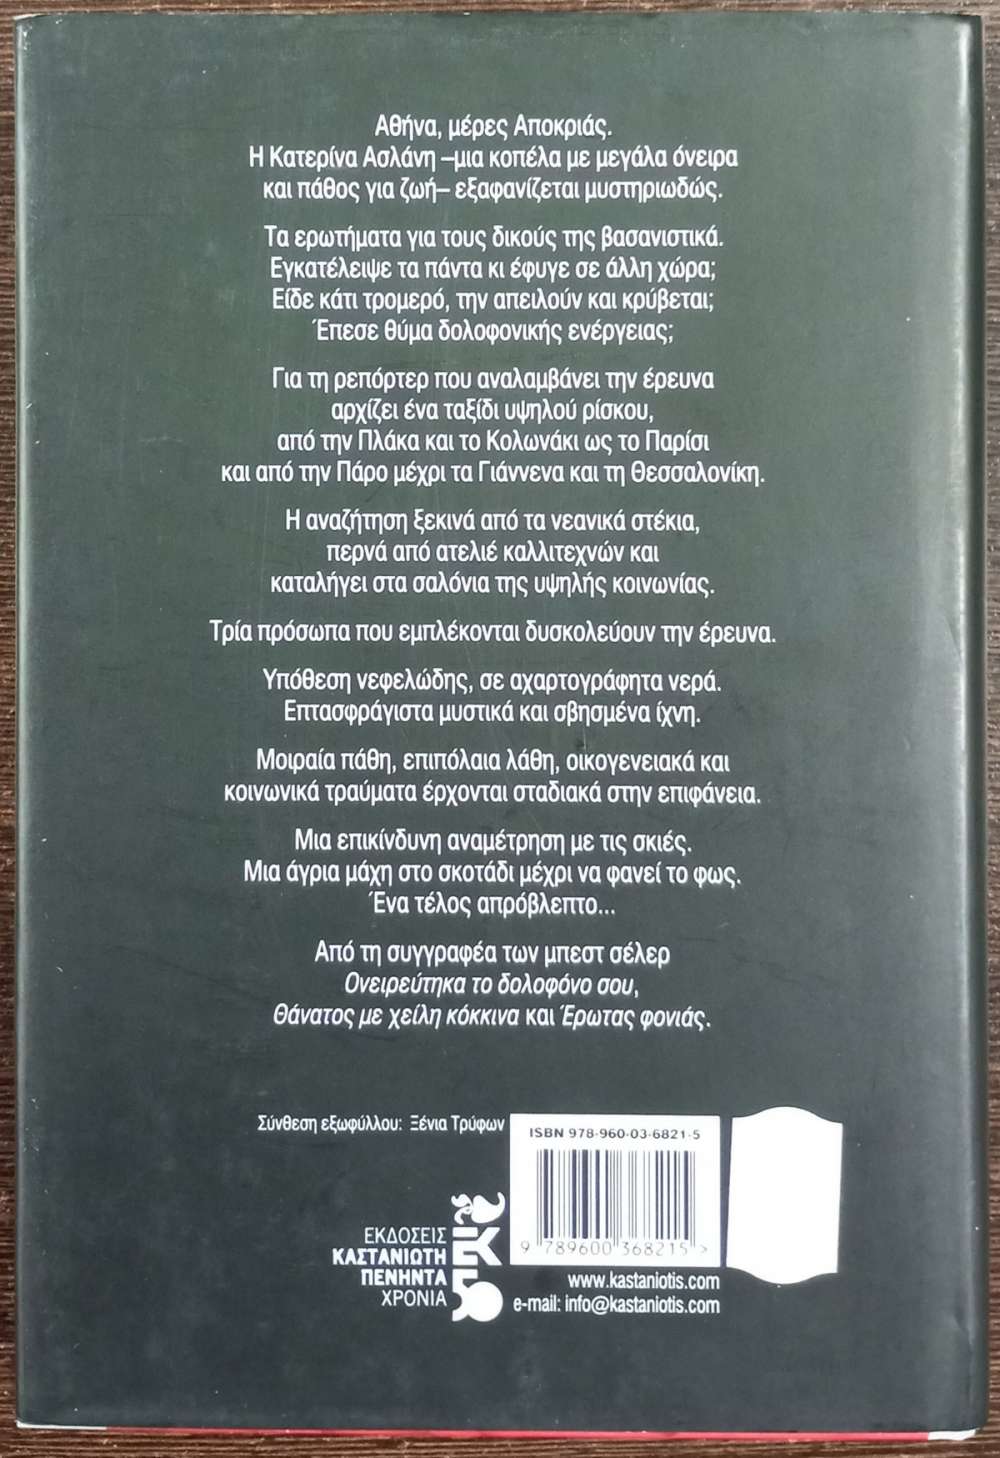 Αθήνα, μέρες Αποκριάς.
Η Κατερίνα Ασλάνη –μια κοπέλα με μεγάλα όνειρα
και πάθος για ζωή– εξαφανίζεται μυστηριωδώς.
Τα ερωτήματα για τους δικούς της βασανιστικά.
Εγκατέλειψε τα πάντα κι έφυγε σε άλλη χώρα;
Είδε κάτι τρομερό, την απειλούν και κρύβεται;
Έπεσε θύμα δολοφονικής ενέργειας;
Για τη ρεπόρτερ που αναλαμβάνει την έρευνα
αρχίζει ένα ταξίδι υψηλού ρίσκου,
από την Πλάκα και το Κολωνάκι ως το Παρίσι
και από την Πάρο μέχρι τα Γιάννενα και τη Θεσσαλονίκη.
Η αναζήτηση ξεκινά από τα νεανικά στέκια,
περνά από ατελιέ καλλιτεχνών και
καταλήγει στα σαλόνια της υψηλής κοινωνίας.
Τρία πρόσωπα που εμπλέκονται δυσκολεύουν την έρευνα.
Υπόθεση νεφελώδης, σε αχαρτογράφητα νερά.
Επτασφράγιστα μυστικά και σβησμένα ίχνη.
Μοιραία πάθη, επιπόλαια λάθη, οικογενειακά και
κοινωνικά τραύματα έρχονται σταδιακά στην επιφάνεια.
Μια επικίνδυνη αναμέτρηση με τις σκιές.
Μια άγρια μάχη στο σκοτάδι μέχρι να φανεί το φως.
Ένα τέλος απρόβλεπτο...
Από τη συγγραφέα των μπεστ σέλερ
Ονειρεύτηκα το δολοφόνο σου,
Θάνατος με χείλη κόκκινα και Έρωτας φονιάς.
Σύνθεση εξωφύλλου: Ξένια Τρύφων
ISBN 978-960-03-6821-5
9 789600 368215 >
ΕΚΔΟΣΕΙΣ
ΚΑΣΤΑΝΙΩΤΗ
ΠΕΝΗΝΤΑ
ΧΡΟΝΙΑ
www.kastaniotis.com
e-mail: info@kastaniotis.com